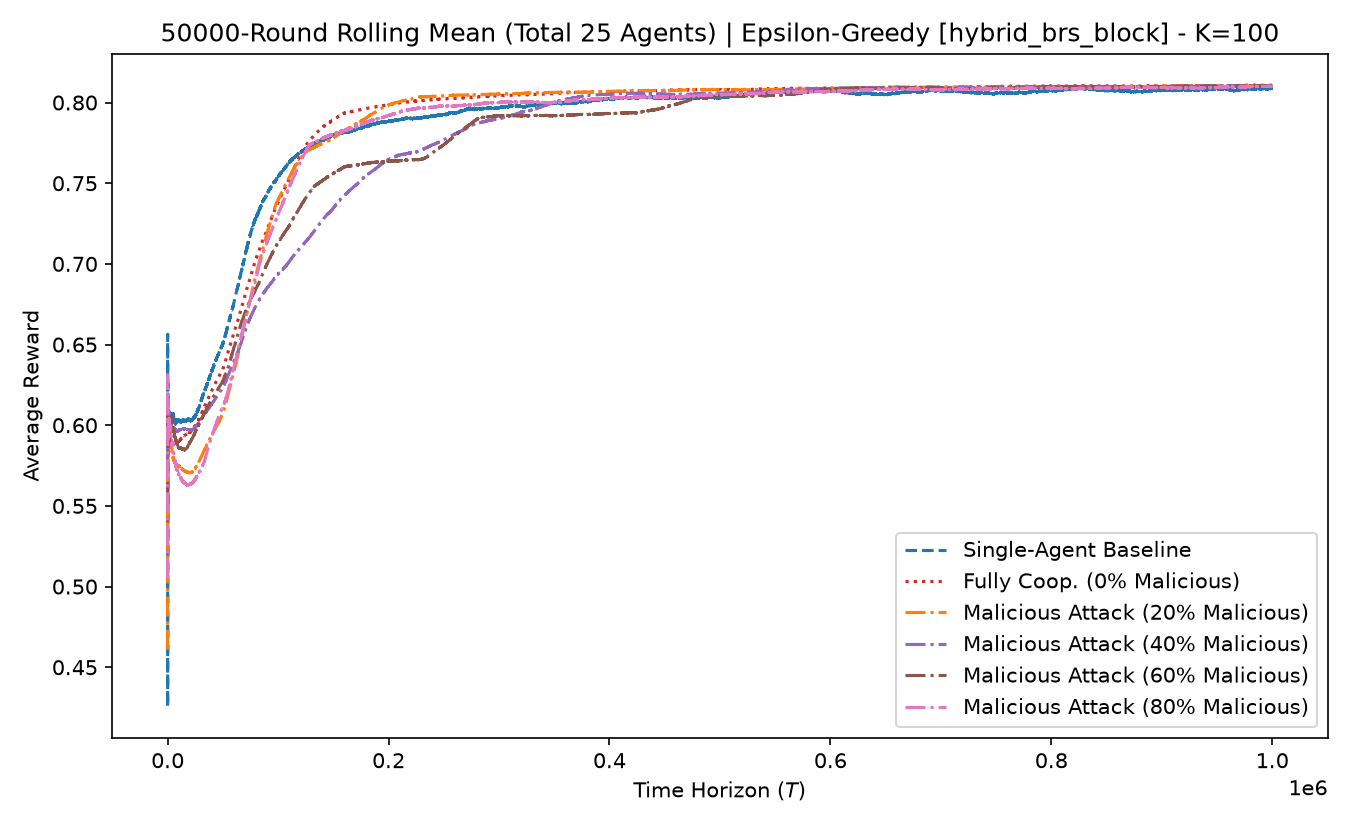 50000-Round Rolling Mean (Total 25 Agents) | Epsilon-Greedy [hybrid_brs_block] - K=100
Average Reward
0.80
0.75
0.70
0.65
0.60
0.55
0.50
0.45
Single-Agent Baseline
Fully Coop. (0% Malicious)
Malicious Attack (20% Malicious)
Malicious Attack (40% Malicious)
Malicious Attack (60% Malicious)
Malicious Attack (80% Malicious)
0.0 0.2 0.4 0.6 0.8 1.0
1e6
Time Horizon (T)